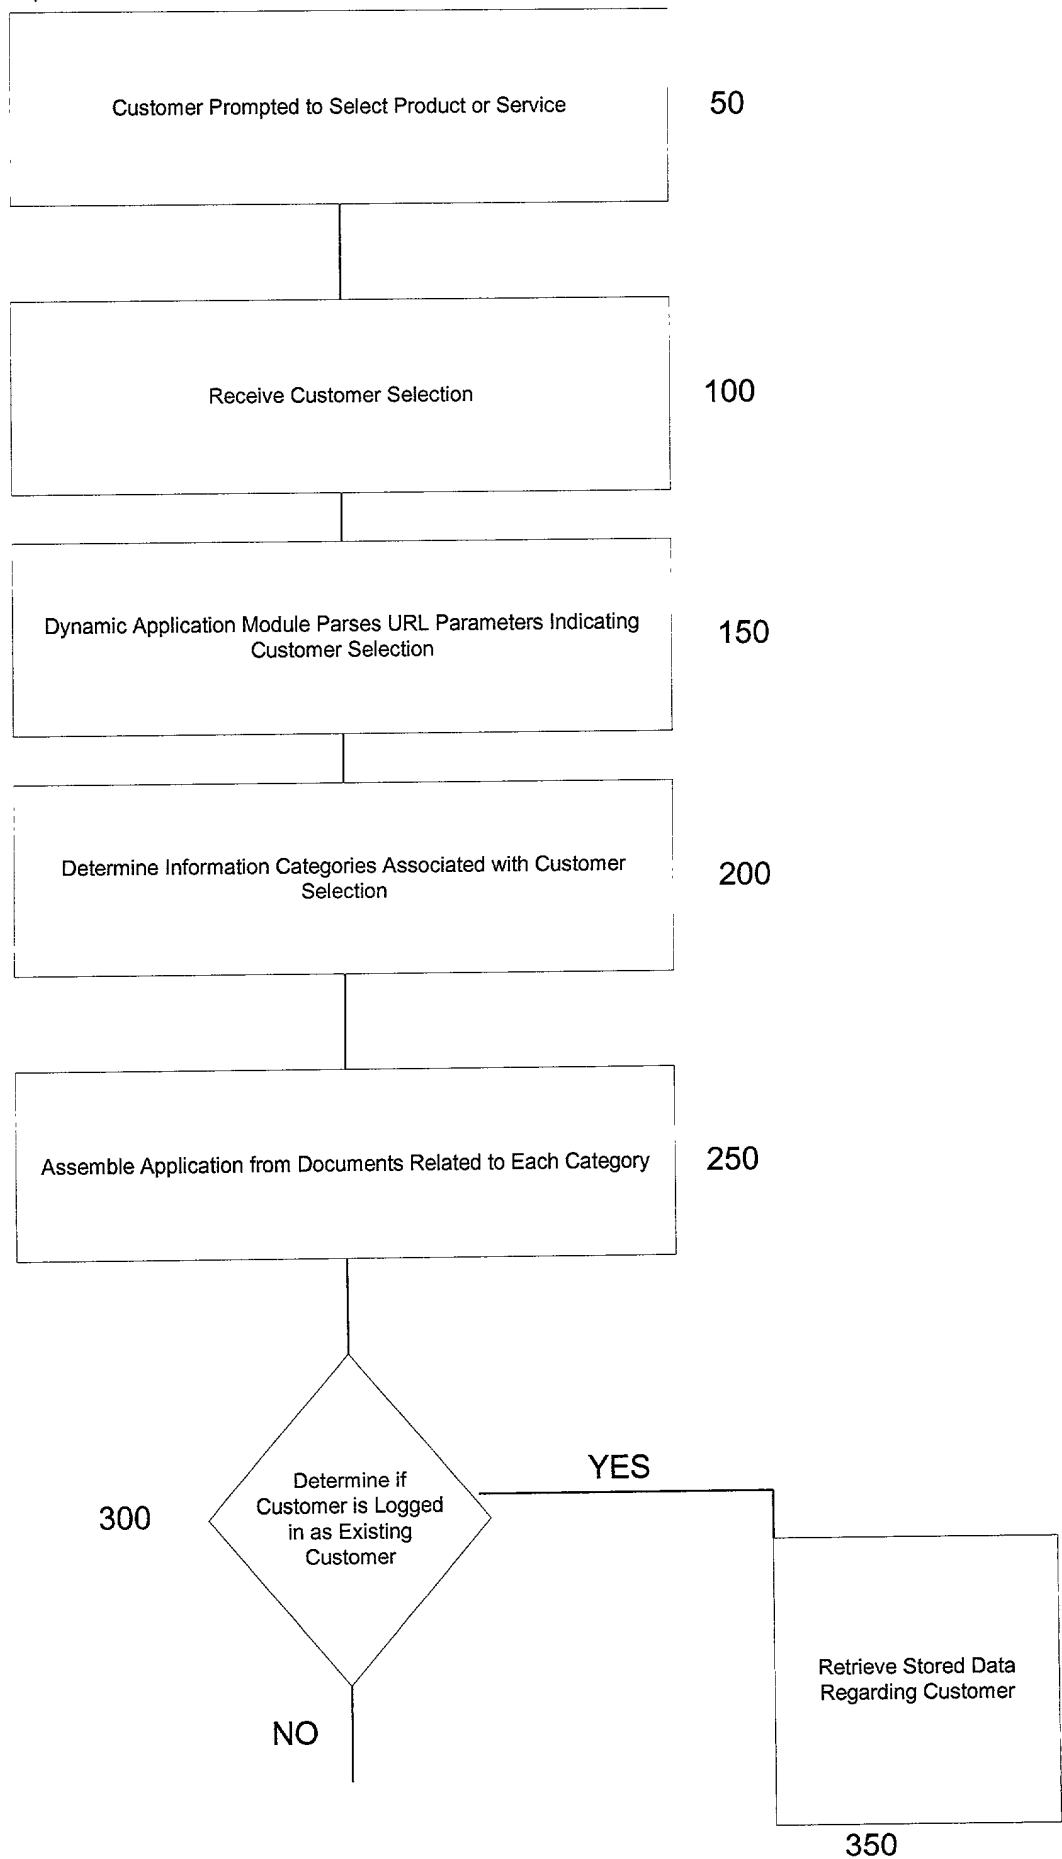 Customer Prompted to Select Product or Service
50
Receive Customer Selection
100
Dynamic Application Module Parses URL Parameters Indicating
Customer Selection
150
Determine Information Categories Associated with Customer
Selection
200
Assemble Application from Documents Related to Each Category
250
Determine if
Customer is Logged
in as Existing
Customer
300
YES
Retrieve Stored Data
Regarding Customer
350
NO